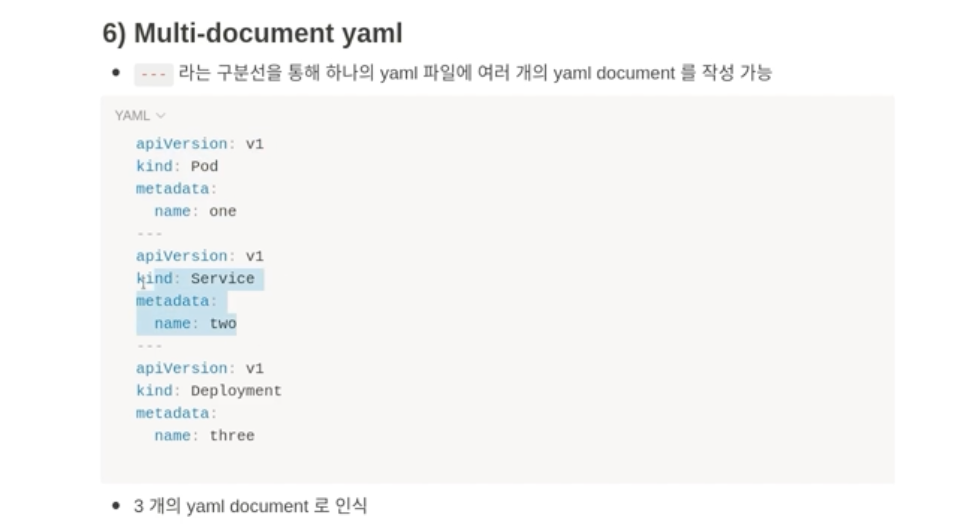 6) Multi-document yaml
• --- 라는 구분선을 통해 하나의 yaml 파일에 여러 개의 yaml document 를 작성 가능
YAML
apiVersion: v1
kind: Pod
metadata:
  name: one
---
apiVersion: v1
kind: Service
metadata:
  name: two
---
apiVersion: v1
kind: Deployment
metadata:
  name: three
• 3 개의 yaml document 로 인식